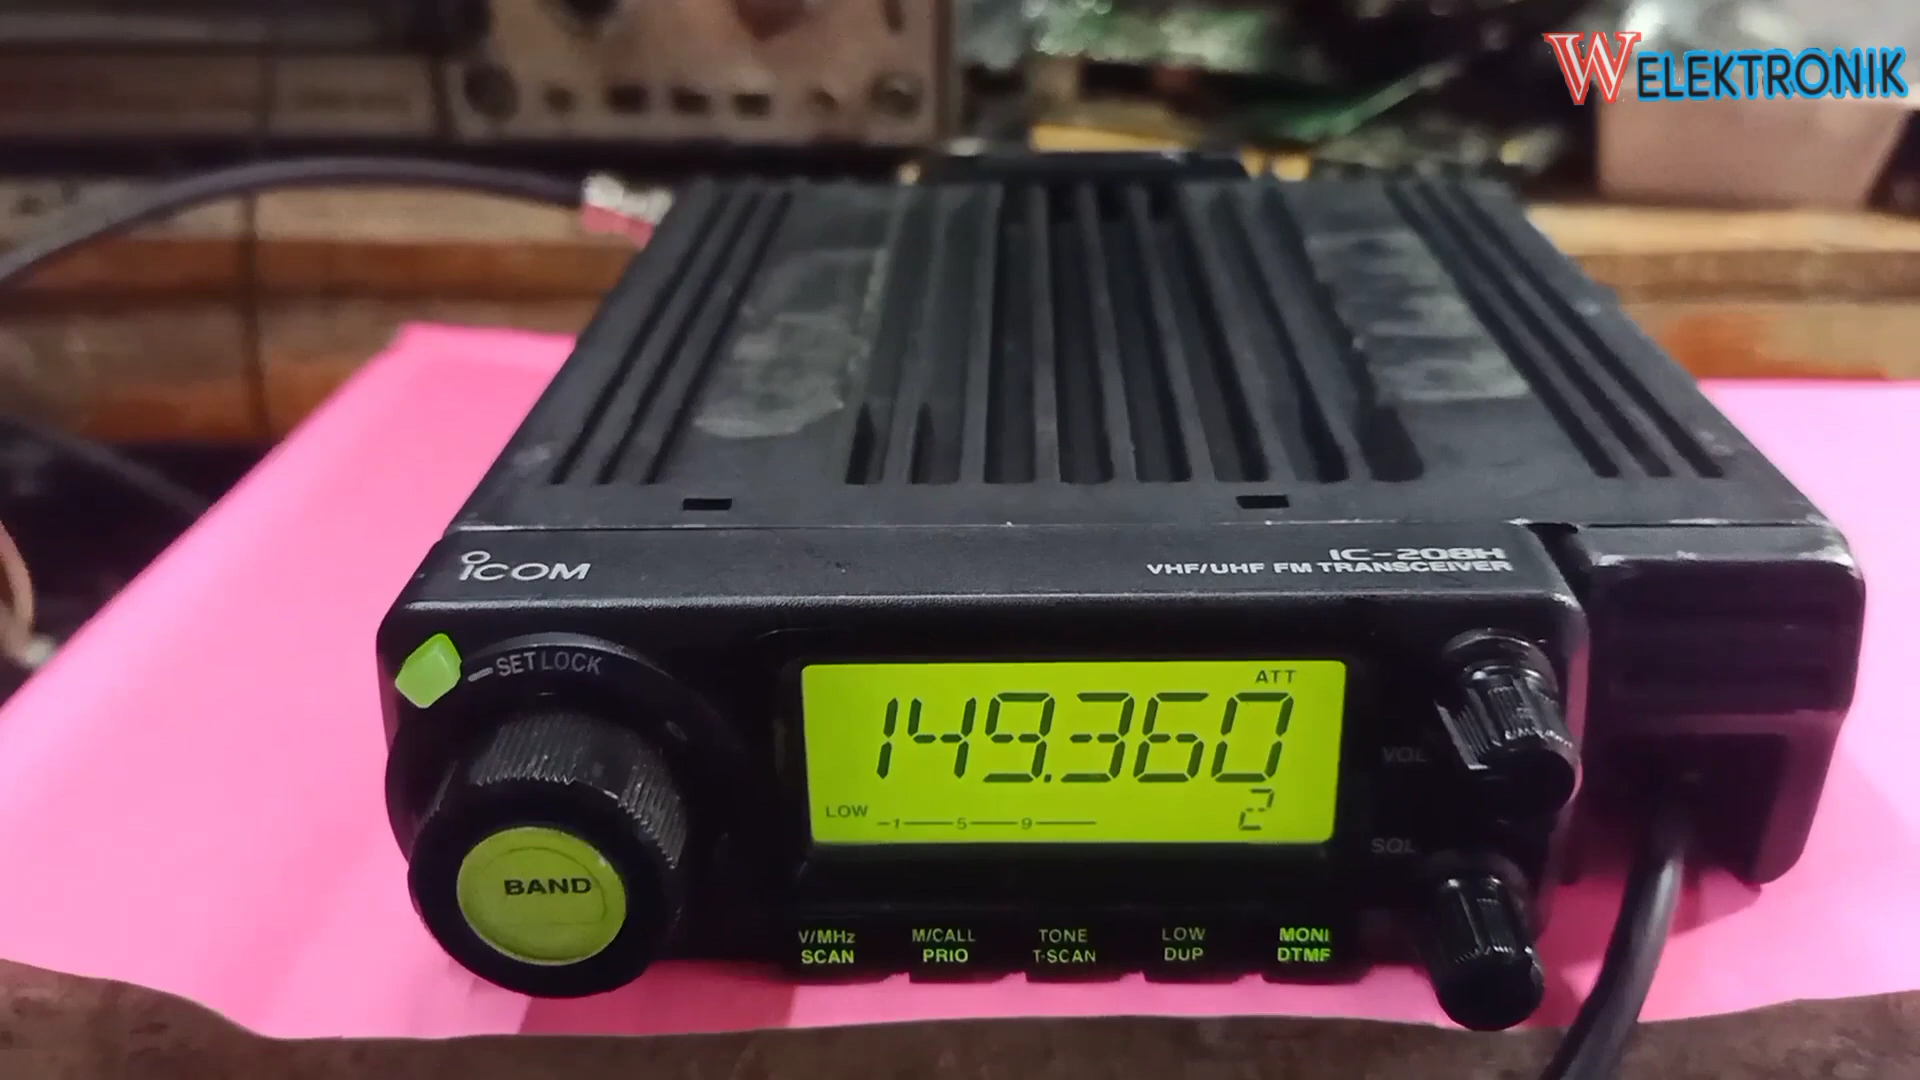 WELEKTRONIK
iCOM
IC-208H
VHF/UHF FM TRANSCEIVER
SET LOCK
ATT
149.360
LOW
1 5 9
2
VOL
SQL
BAND
V/MHz
SCAN
M/CALL
PRIO
TONE
T-SCAN
LOW
DUP
MONI
DTMF